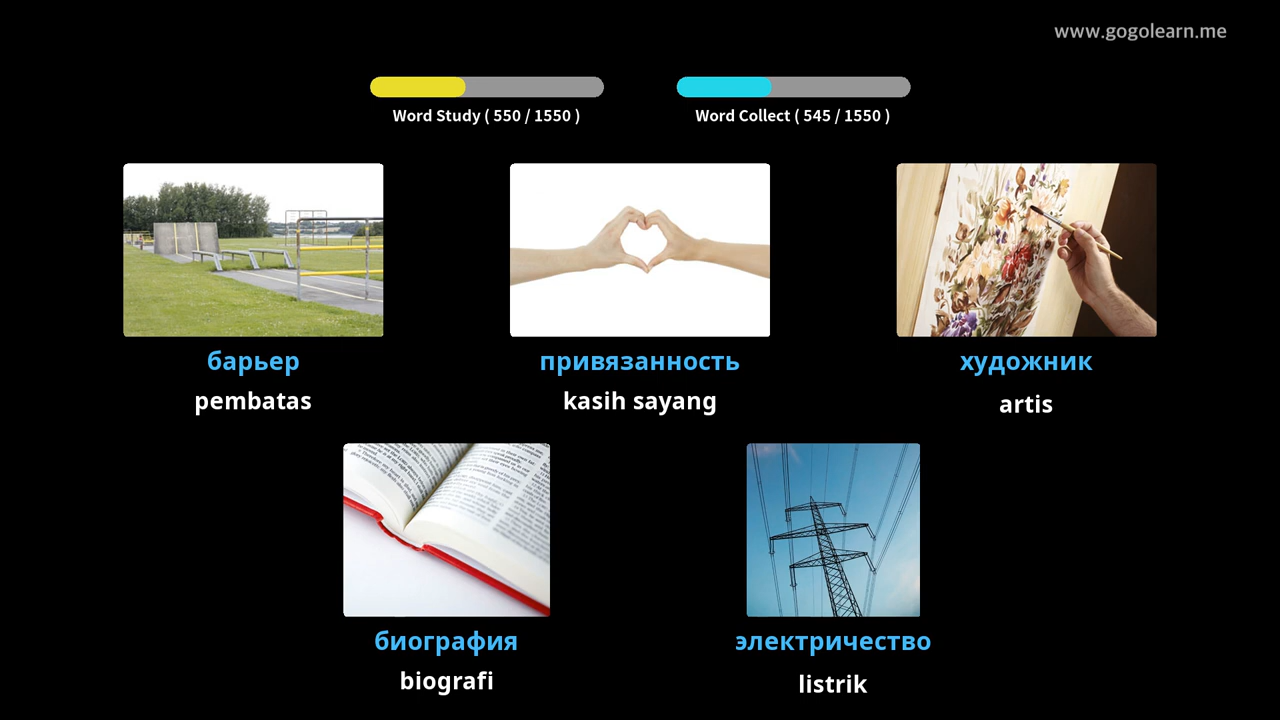 www.gogolearn.me
Word Study ( 550 / 1550 )
Word Collect ( 545 / 1550 )
барьер
привязанность
художник
pembatas
kasih sayang
artis
биография
электричество
biografi
listrik